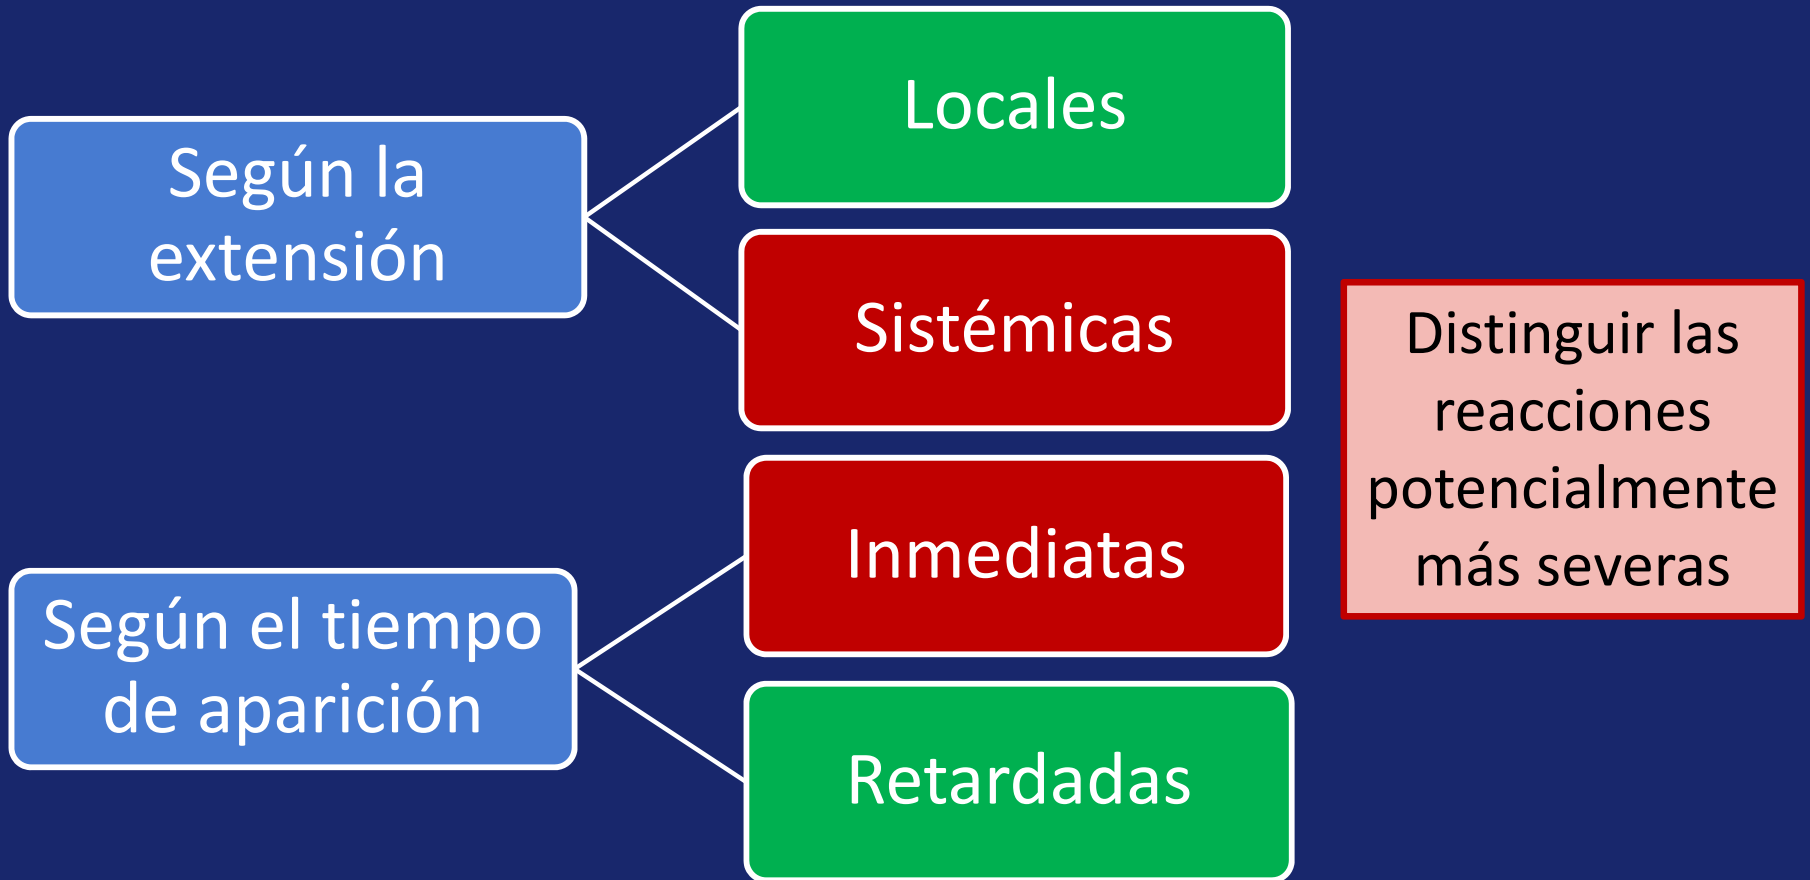 Según la
extensión
Locales
Sistémicas
Según el tiempo
de aparición
Inmediatas
Retardadas
Distinguir las
reacciones
potencialmente
más severas